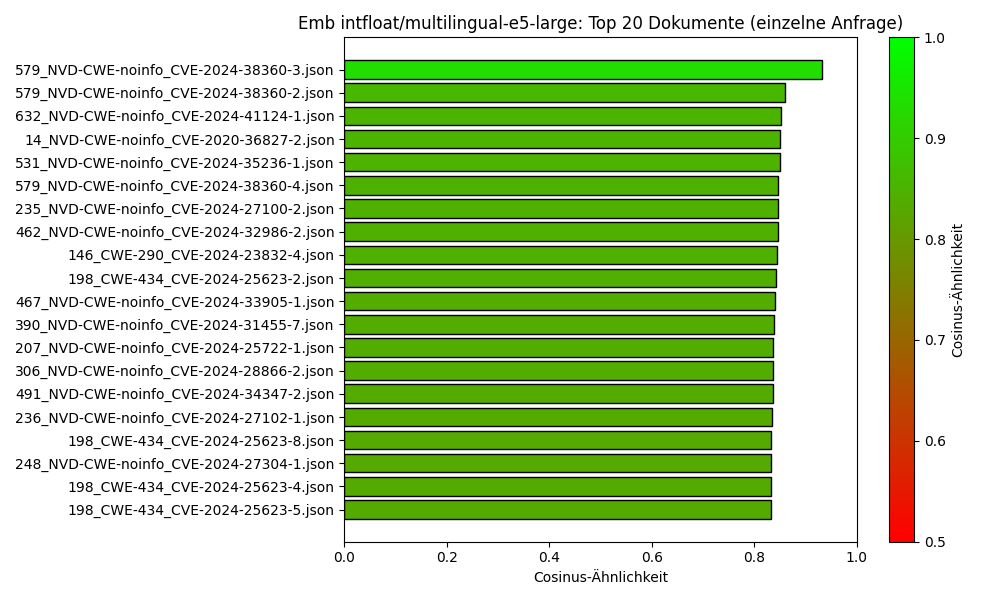 Emb intfloat/multilingual-e5-large: Top 20 Dokumente (einzelne Anfrage)
579_NVD-CWE-noinfo_CVE-2024-38360-3.json
579_NVD-CWE-noinfo_CVE-2024-38360-2.json
632_NVD-CWE-noinfo_CVE-2024-41124-1.json
14_NVD-CWE-noinfo_CVE-2020-36827-2.json
531_NVD-CWE-noinfo_CVE-2024-35236-1.json
579_NVD-CWE-noinfo_CVE-2024-38360-4.json
235_NVD-CWE-noinfo_CVE-2024-27100-2.json
462_NVD-CWE-noinfo_CVE-2024-32986-2.json
146_CWE-290_CVE-2024-23832-4.json
198_CWE-434_CVE-2024-25623-2.json
467_NVD-CWE-noinfo_CVE-2024-33905-1.json
390_NVD-CWE-noinfo_CVE-2024-31455-7.json
207_NVD-CWE-noinfo_CVE-2024-25722-1.json
306_NVD-CWE-noinfo_CVE-2024-28866-2.json
491_NVD-CWE-noinfo_CVE-2024-34347-2.json
236_NVD-CWE-noinfo_CVE-2024-27102-1.json
198_CWE-434_CVE-2024-25623-8.json
248_NVD-CWE-noinfo_CVE-2024-27304-1.json
198_CWE-434_CVE-2024-25623-4.json
198_CWE-434_CVE-2024-25623-5.json
0.0 0.2 0.4 0.6 0.8 1.0
Cosinus-Ähnlichkeit
1.0
0.9
0.8
0.7
0.6
0.5
Cosinus-Ähnlichkeit